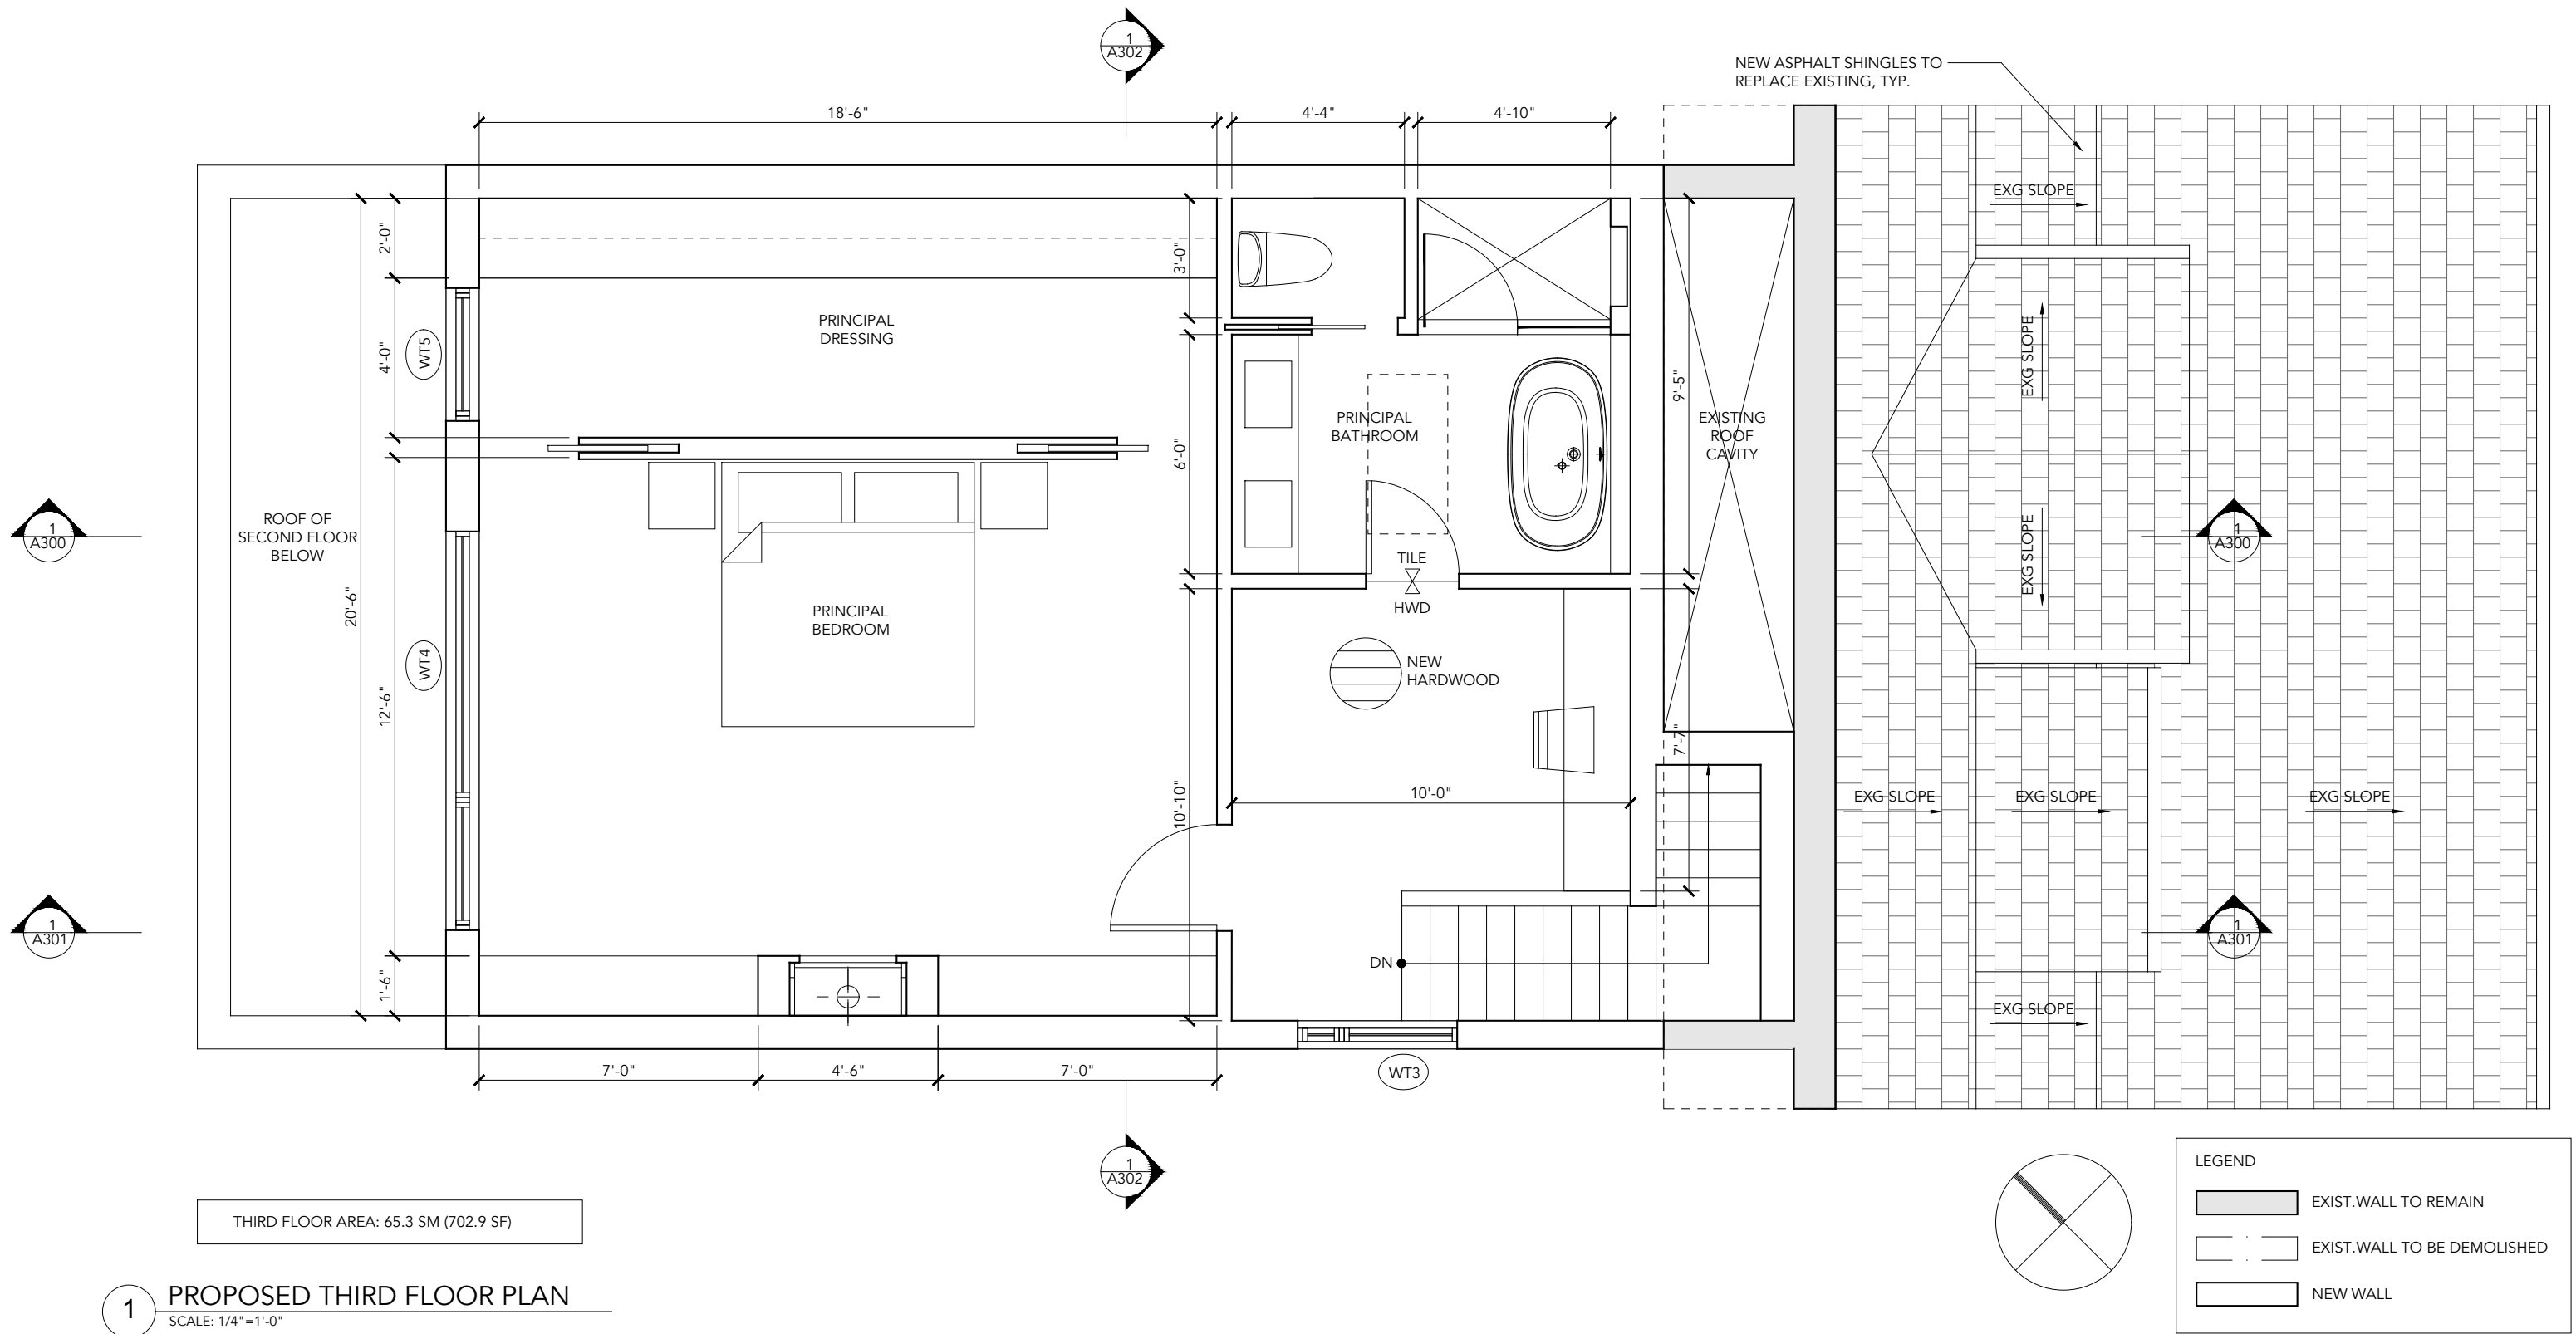 1
A302
NEW ASPHALT SHINGLES TO
REPLACE EXISTING, TYP.
18'-6"
4'-4"
4'-10"
EXG SLOPE
2'-0"
3'-0"
PRINCIPAL
DRESSING
WT5
4'-0"
EXG SLOPE
9'-5"
PRINCIPAL
BATHROOM
EXISTING
ROOF
CAVITY
6'-0"
1
A300
ROOF OF
SECOND FLOOR
BELOW
TILE
HWD
EXG SLOPE
1
A300
20'-6"
PRINCIPAL
BEDROOM
WT4
NEW
HARDWOOD
12'-6"
7'-7"
10'-10"
10'-0"
EXG SLOPE
EXG SLOPE
EXG SLOPE
1
A301
DN
1
A301
1'-6"
EXG SLOPE
7'-0"
4'-6"
7'-0"
WT3
1
A302
LEGEND
EXIST.WALL TO REMAIN
EXIST.WALL TO BE DEMOLISHED
NEW WALL
THIRD FLOOR AREA: 65.3 SM (702.9 SF)
1
PROPOSED THIRD FLOOR PLAN
SCALE: 1/4"=1'-0"